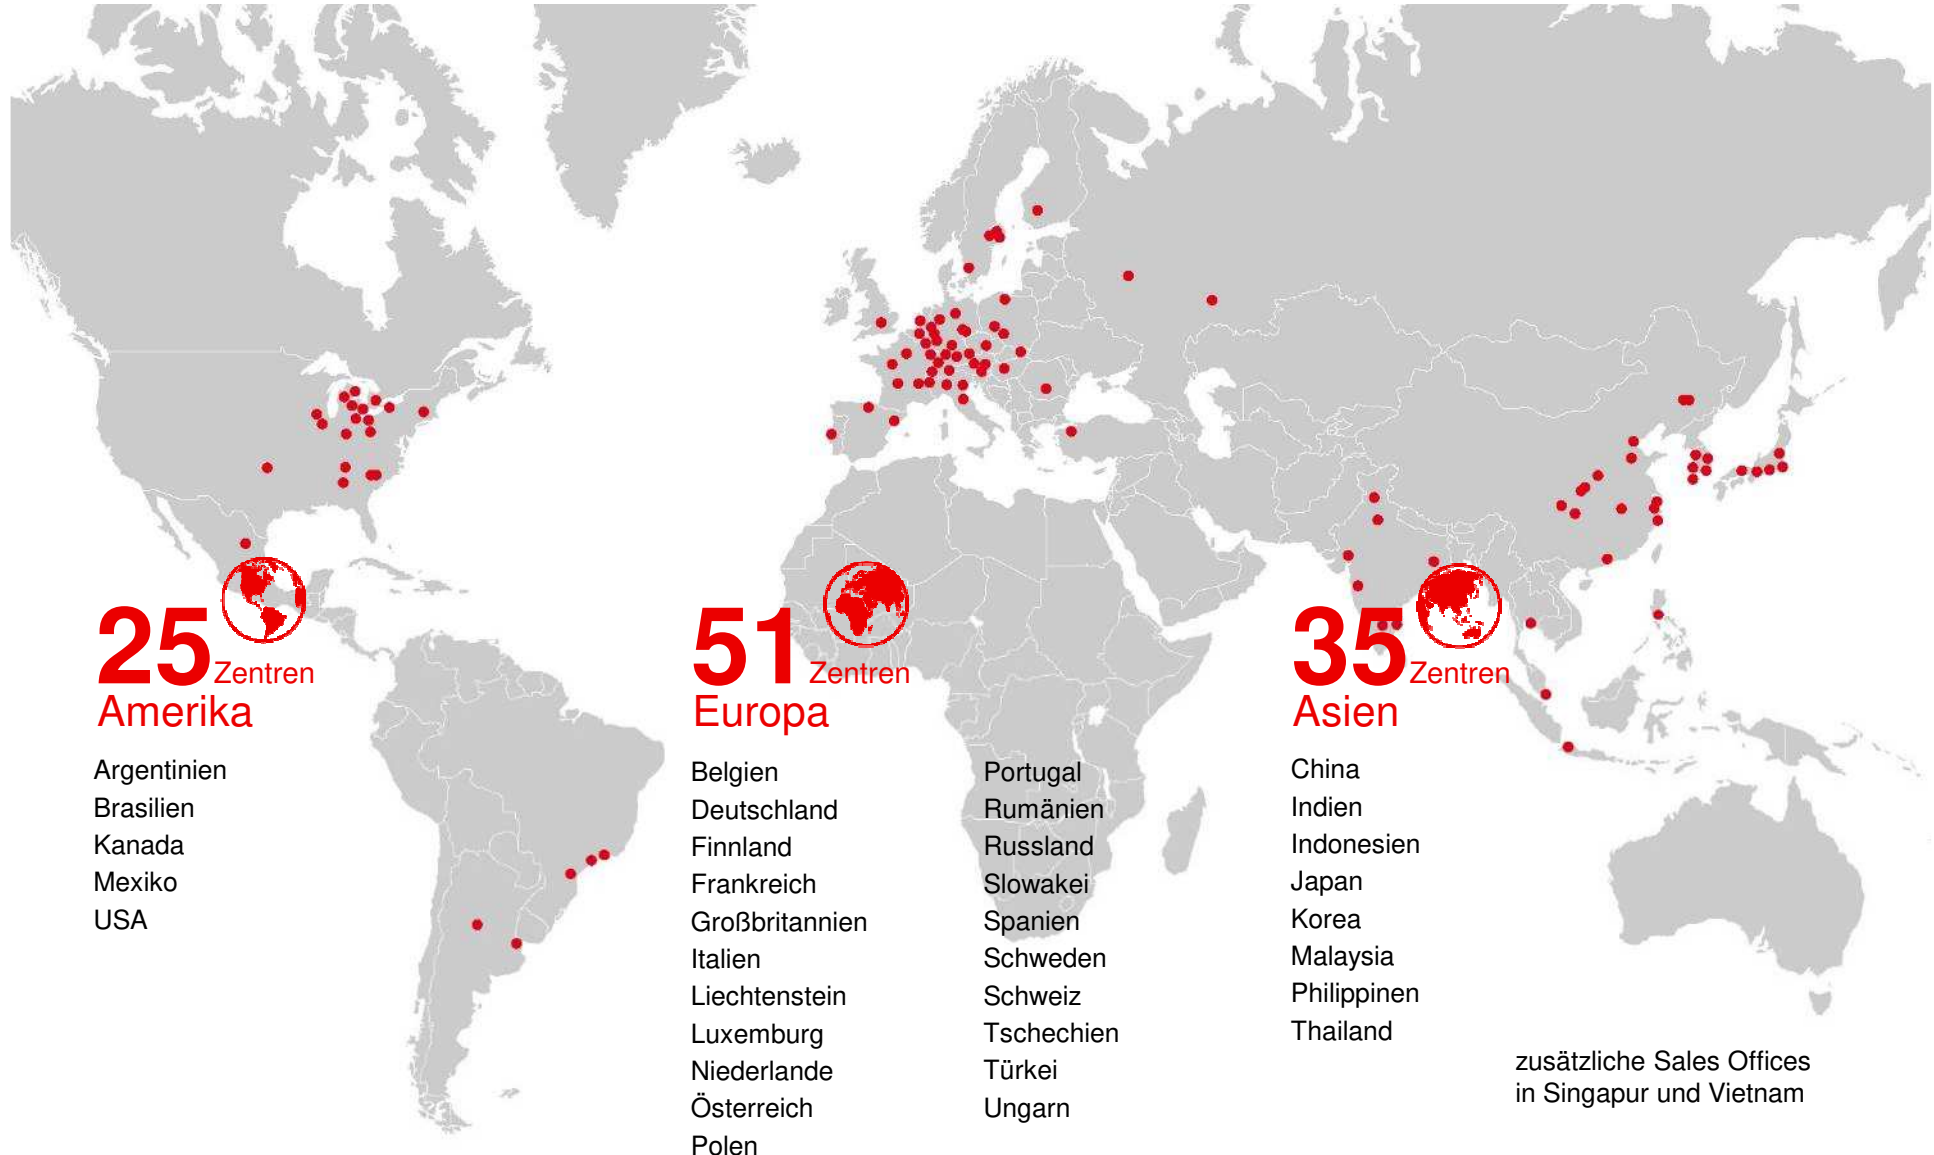 25 Zentren
Amerika
Argentinien
Brasilien
Kanada
Mexiko
USA
51 Zentren
Europa
Belgien
Deutschland
Finnland
Frankreich
Großbritannien
Italien
Liechtenstein
Luxemburg
Niederlande
Österreich
Polen
Portugal
Rumänien
Russland
Slowakei
Spanien
Schweden
Schweiz
Tschechien
Türkei
Ungarn
35 Zentren
Asien
China
Indien
Indonesien
Japan
Korea
Malaysia
Philippinen
Thailand
zusätzliche Sales Offices
in Singapur und Vietnam